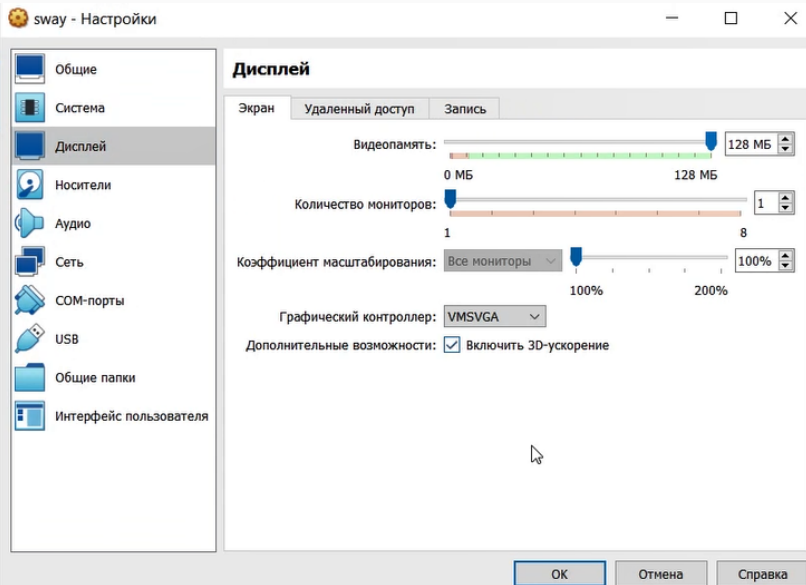 sway - Настройки
Общие
Система
Дисплей
Носители
Аудио
Сеть
COM-порты
USB
Общие папки
Интерфейс пользователя
Дисплей
Экран
Удаленный доступ
Запись
Видеопамять:
128 МБ
0 МБ
128 МБ
Количество мониторов:
1
1
8
Коэффициент масштабирования:
Все мониторы
100%
100%
200%
Графический контроллер:
VMSVGA
Дополнительные возможности:
Включить 3D-ускорение
OK
Отмена
Справка